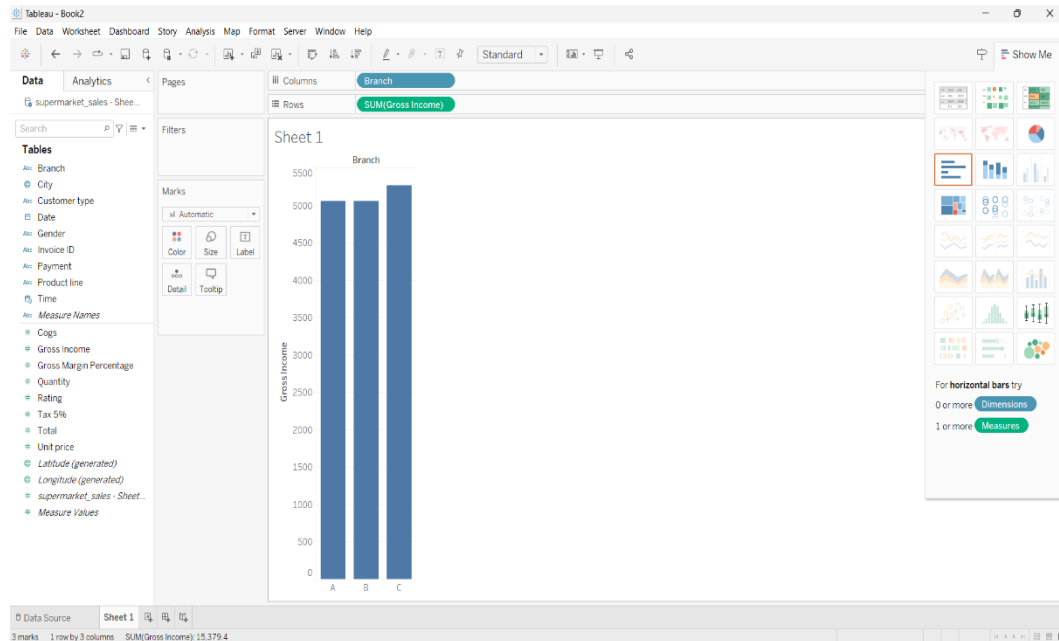 Tableau - Book2
File Data Worksheet Dashboard Story Analysis Map Format Server Window Help
Standard
Show Me
Data Analytics
supermarket_sales - Shee...
Search
Tables
Abc Branch
City
Abc Customer type
Date
Abc Gender
Abc Invoice ID
Abc Payment
Abc Product line
Time
Abc Measure Names
# Cogs
# Gross Income
# Gross Margin Percentage
# Quantity
# Rating
# Tax 5%
# Total
# Unit price
Latitude (generated)
Longitude (generated)
# supermarket_sales - Sheet...
# Measure Values
Pages
Filters
Marks
Automatic
Color Size Label
Detail Tooltip
Columns Branch
Rows SUM(Gross Income)
Sheet 1
Branch
Gross Income
5500
5000
4500
4000
3500
3000
2500
2000
1500
1000
500
0
A B C
For horizontal bars try
0 or more Dimensions
1 or more Measures
Data Source Sheet 1
3 marks 1 row by 3 columns SUM(Gross Income): 15,379.4